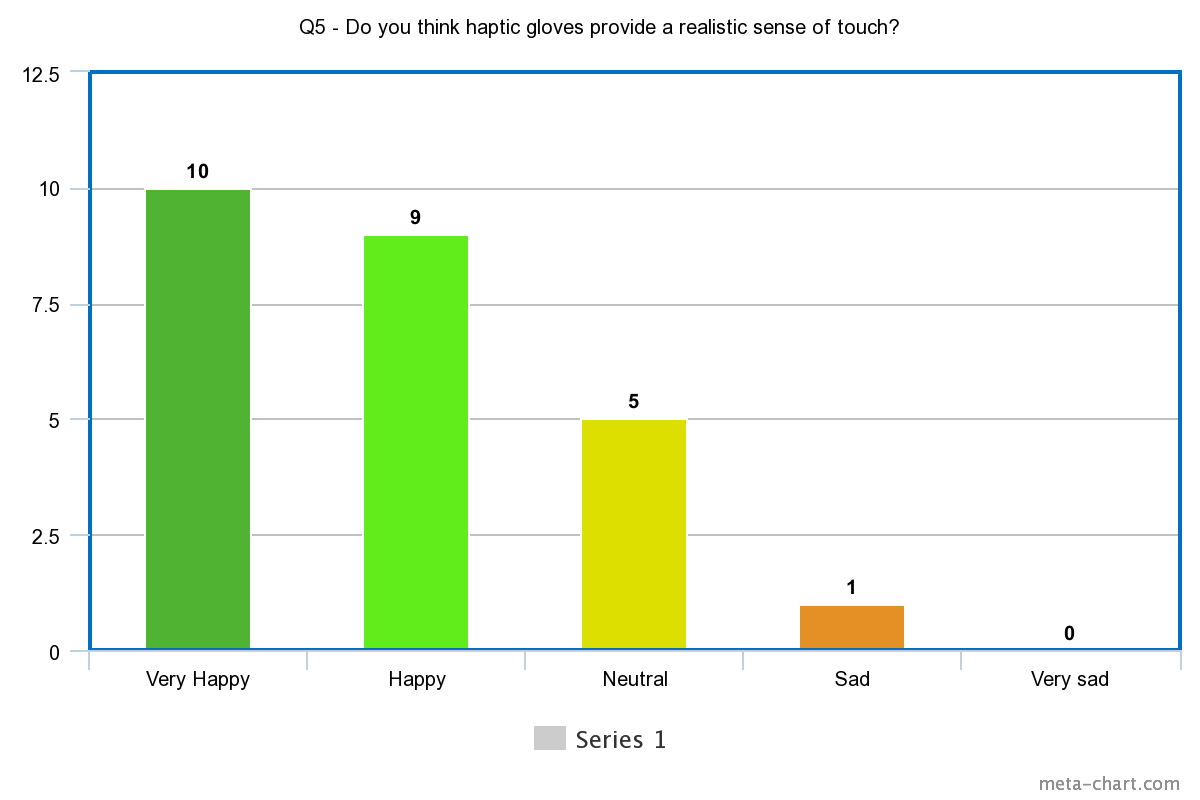 Q5 - Do you think haptic gloves provide a realistic sense of touch?
12.5
10
7.5
5
2.5
0
10
9
5
1
0
Very Happy
Happy
Neutral
Sad
Very sad
Series 1
meta-chart.com